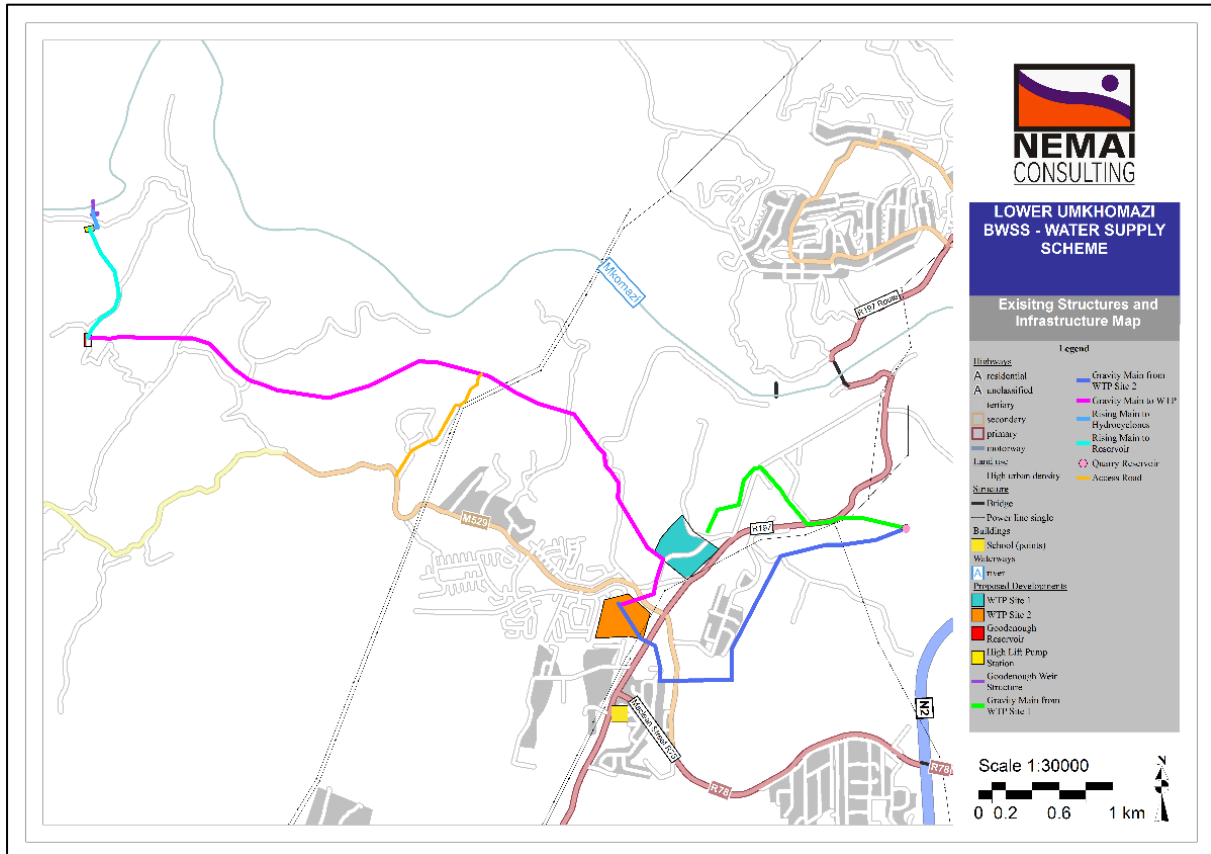 NEMAI
CONSULTING
LOWER UMKHOMAZI
BWSS - WATER SUPPLY
SCHEME
Exisitng Structures and
Infrastructure Map
Legend
Highways
A residential
A unclassified
tertiary
secondary
primary
motorway
Land use
High urban density
Structure
Bridge
Power line single
Buildings
School (points)
Waterways
A river
Proposed Developments
WTP Site 1
WTP Site 2
Goodenough
Reservoir
High Lift Pump
Station
Goodenough Weir
Structure
Gravity Main from
WTP Site 1
Gravity Main from
WTP Site 2
Gravity Main to WTP
Rising Main to
Hydrocyclones
Rising Main to
Reservoir
Quarry Reservoir
Access Road
Scale 1:30000
N
0 0.2 0.6 1 km
Mkomazi
R197 Route
M529
R197
N2
Maclean Street R78
R78
R78